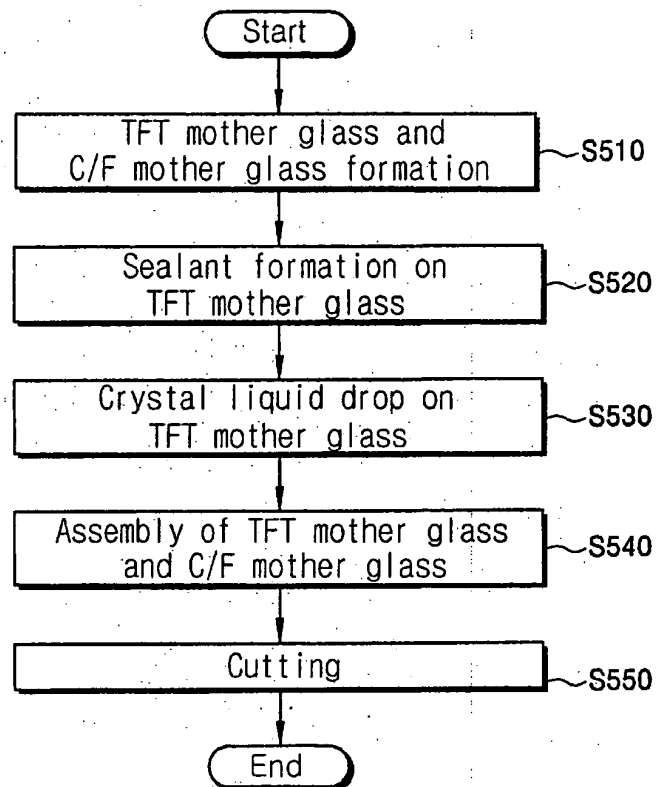 Start
TFT mother glass and
C/F mother glass formation
S510
Sealant formation on
TFT mother glass
S520
Crystal liquid drop on
TFT mother glass
S530
Assembly of TFT mother glass
and C/F mother glass
S540
Cutting
S550
End